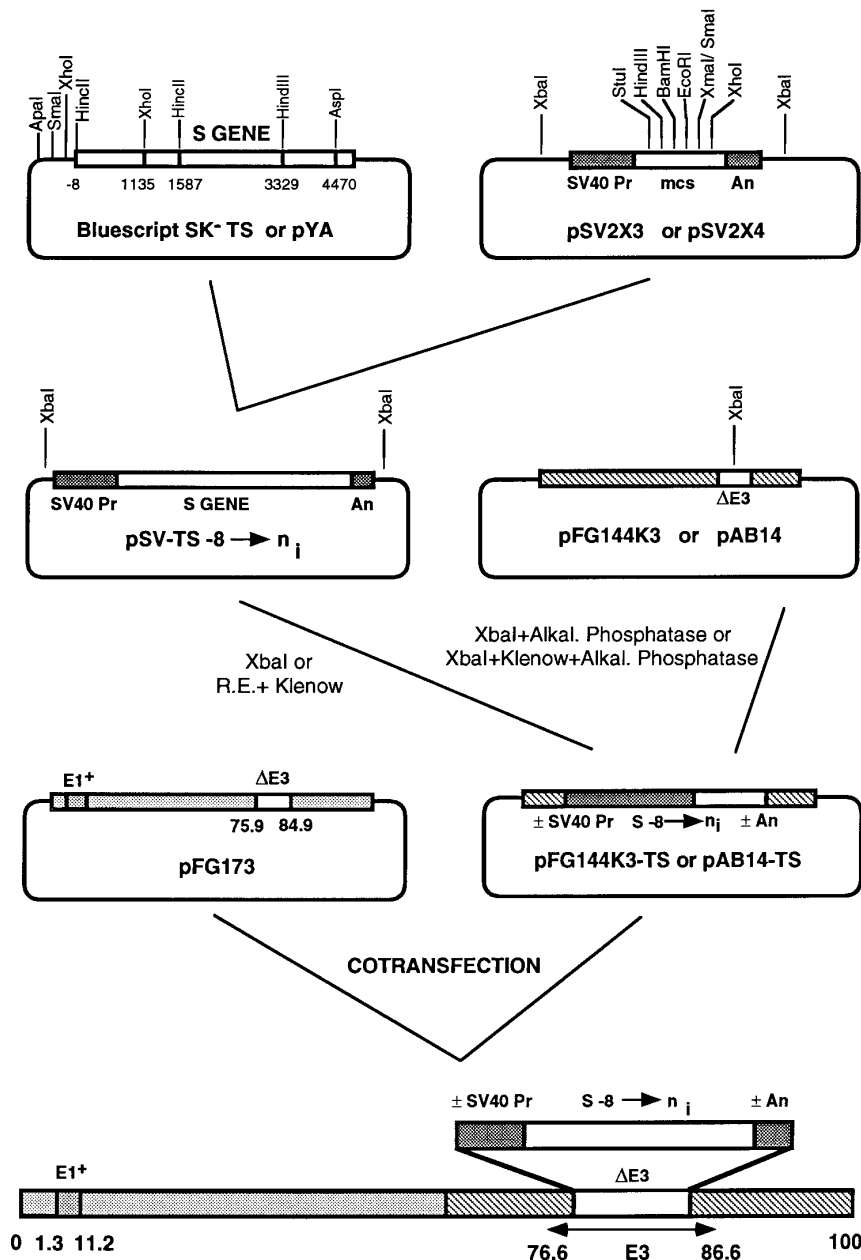 ApaI
SmaI
XhoI
HincII
XhoI
HincII
HindIII
AspI
S GENE
-8 1135 1587 3329 4470
Bluescript SK- TS or pYA
XbaI
StuI
HindIII
BamHI
EcoRI
XmaI/ SmaI
XhoI
XbaI
SV40 Pr mcs An
pSV2X3 or pSV2X4
XbaI
XbaI
SV40 Pr S GENE An
pSV-TS -8 → n i
XbaI
ΔE3
pFG144K3 or pAB14
XbaI or
R.E.+ Klenow
XbaI+Alkal. Phosphatase or
XbaI+Klenow+Alkal. Phosphatase
E1+ ΔE3
75.9 84.9
pFG173
± SV40 Pr S -8 → n i ± An
pFG144K3-TS or pAB14-TS
COTRANSFECTION
± SV40 Pr S -8 → n i ± An
E1+ ΔE3
0 1.3 11.2 76.6 E3 86.6 100